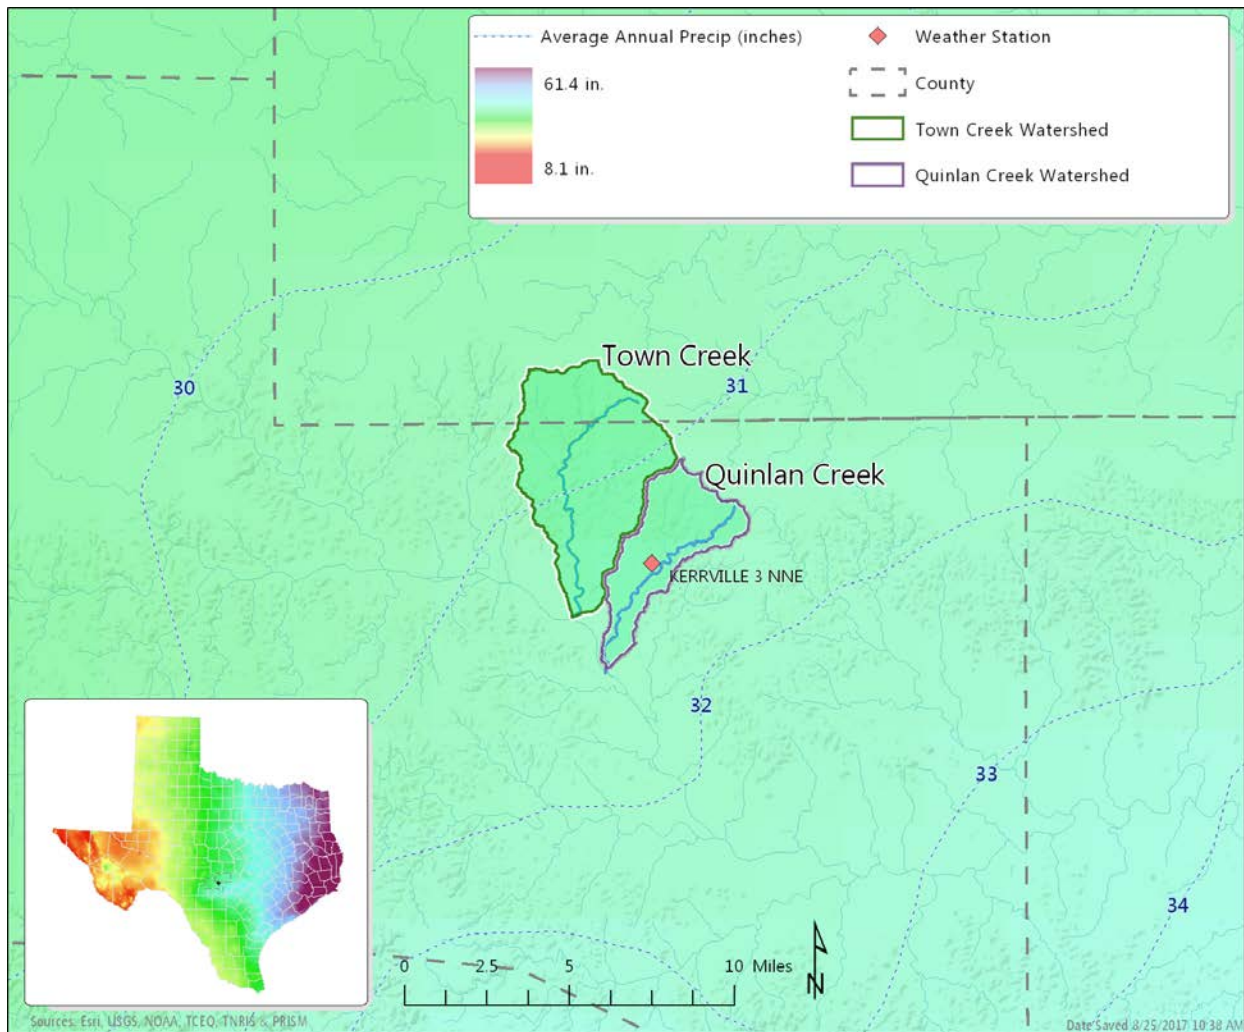 Average Annual Precip (inches)
61.4 in.
8.1 in.
Weather Station
County
Town Creek Watershed
Quinlan Creek Watershed
Town Creek
30
31
Quinlan Creek
KERRVILLE 3 NNE
32
33
34
0 2.5 5 10 Miles
N
Sources: Esri, USGS, NOAA, TCEQ, TNRIS & PRISM
Date Saved 8/25/2017 10:38 AM